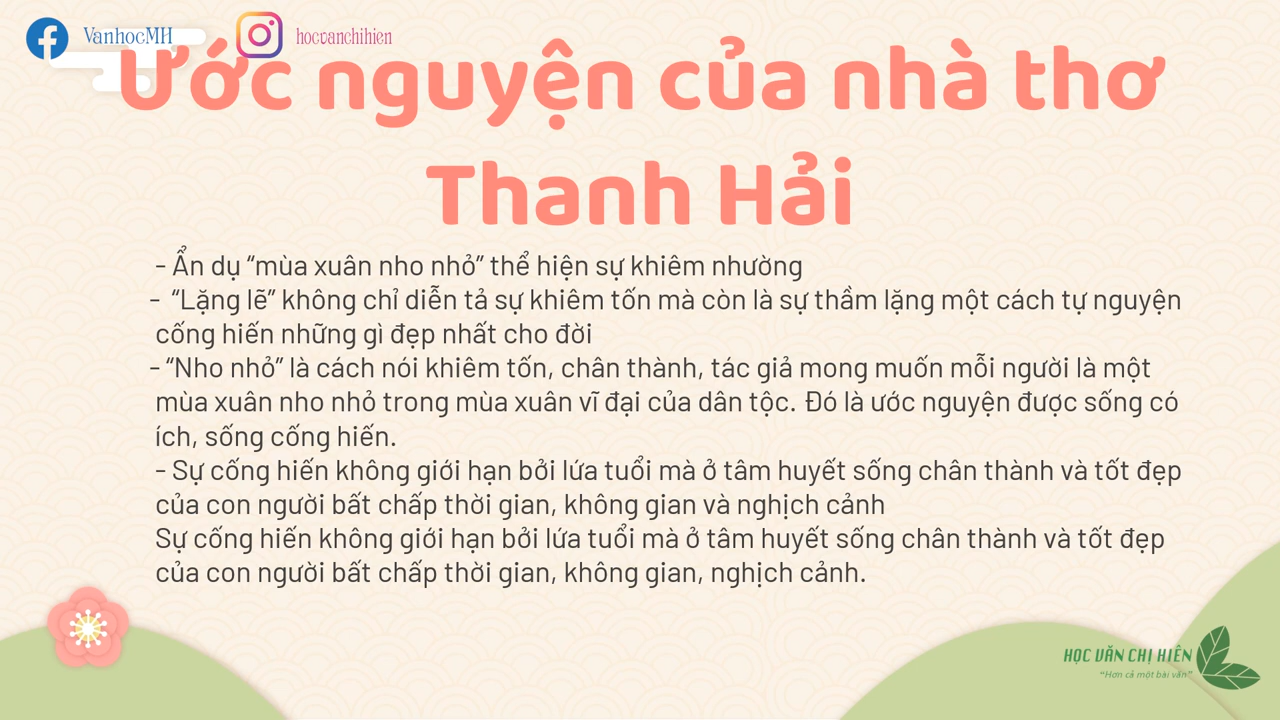 VanhocMH
hocvanchihien
Ước nguyện của nhà thơ
Thanh Hải
- Ẩn dụ “mùa xuân nho nhỏ” thể hiện sự khiêm nhường
- “Lặng lẽ” không chỉ diễn tả sự khiêm tốn mà còn là sự thầm lặng một cách tự nguyện
cống hiến những gì đẹp nhất cho đời
- “Nho nhỏ” là cách nói khiêm tốn, chân thành, tác giả mong muốn mỗi người là một
mùa xuân nho nhỏ trong mùa xuân vĩ đại của dân tộc. Đó là ước nguyện được sống có
ích, sống cống hiến.
- Sự cống hiến không giới hạn bởi lứa tuổi mà ở tâm huyết sống chân thành và tốt đẹp
của con người bất chấp thời gian, không gian và nghịch cảnh
Sự cống hiến không giới hạn bởi lứa tuổi mà ở tâm huyết sống chân thành và tốt đẹp
của con người bất chấp thời gian, không gian, nghịch cảnh.
HỌC VĂN CHỊ HIÊN
“Hơn cả một bài văn”